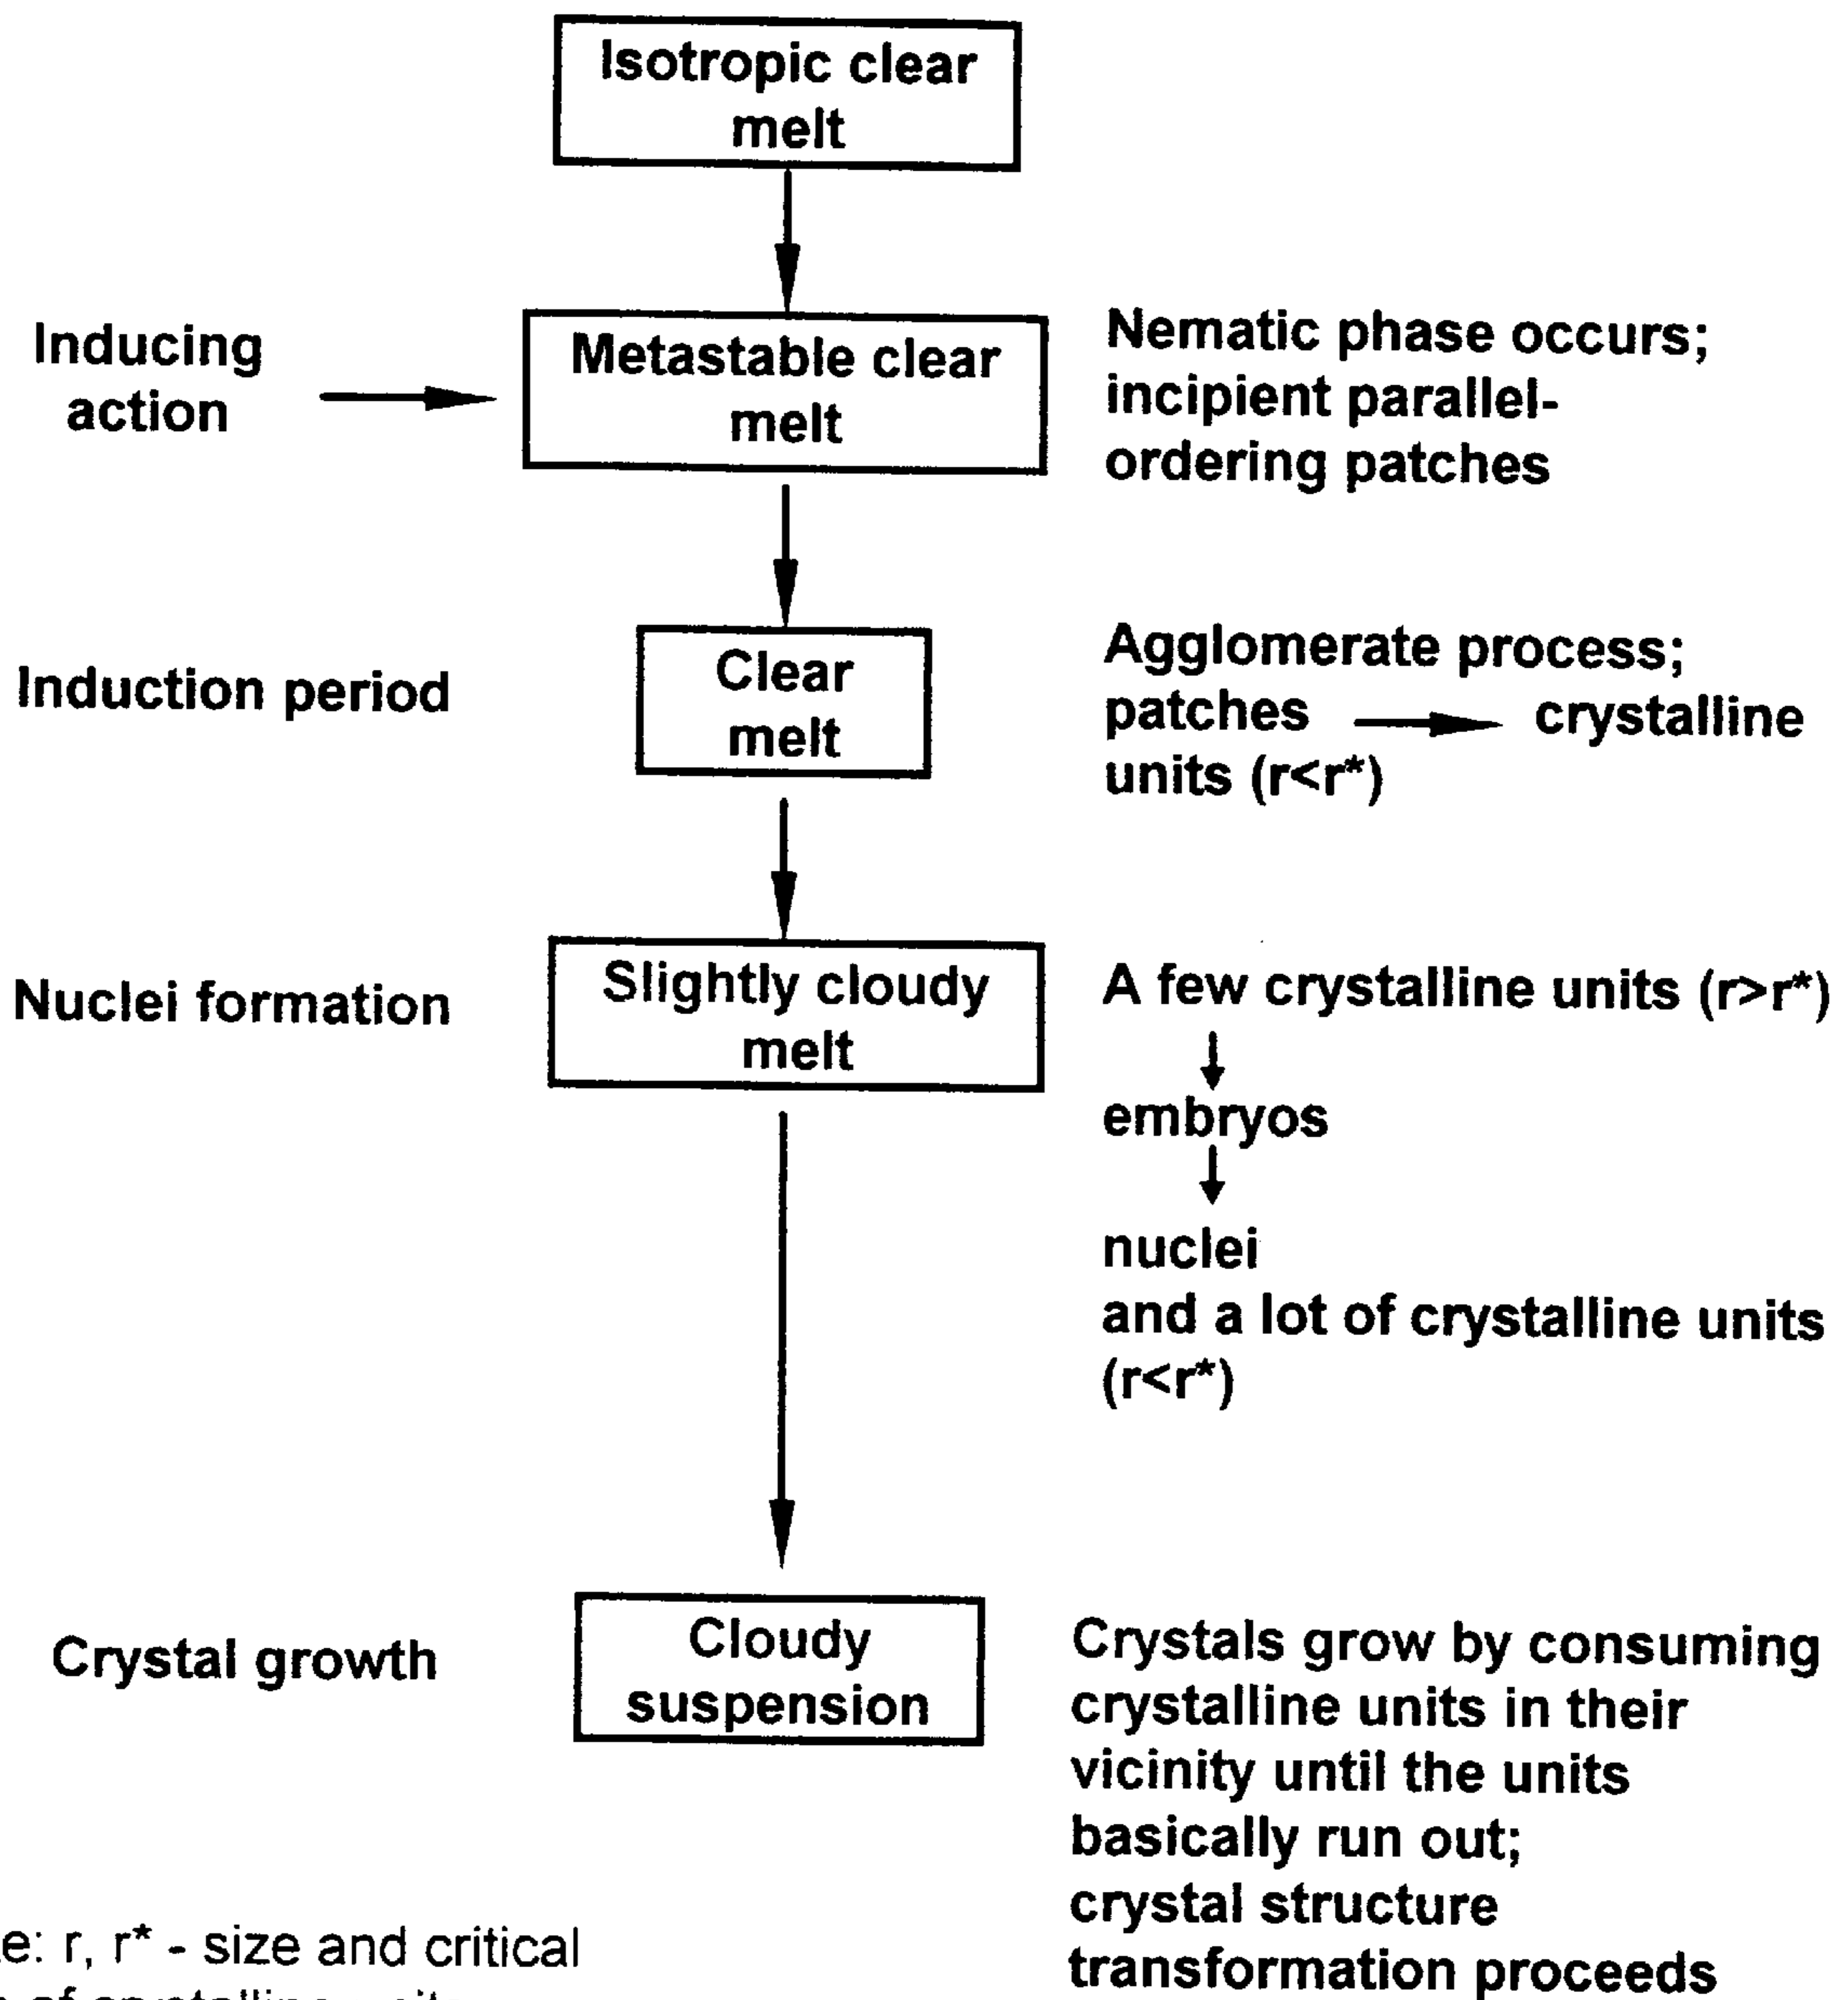 Isotropic clear
melt
Inducing
action
Metastable clear
melt
Nematic phase occurs;
incipient parallel-
ordering patches
Induction period
Clear
melt
Agglomerate process;
patches → crystalline
units (r<r*)
Nuclei formation
Slightly cloudy
melt
A few crystalline units (r>r*)
embryos
nuclei
and a lot of crystalline units
(r<r*)
Crystal growth
Cloudy
suspension
Crystals grow by consuming
crystalline units in their
vicinity until the units
basically run out;
crystal structure
transformation proceeds
r, r* - size and critical
of crystalline